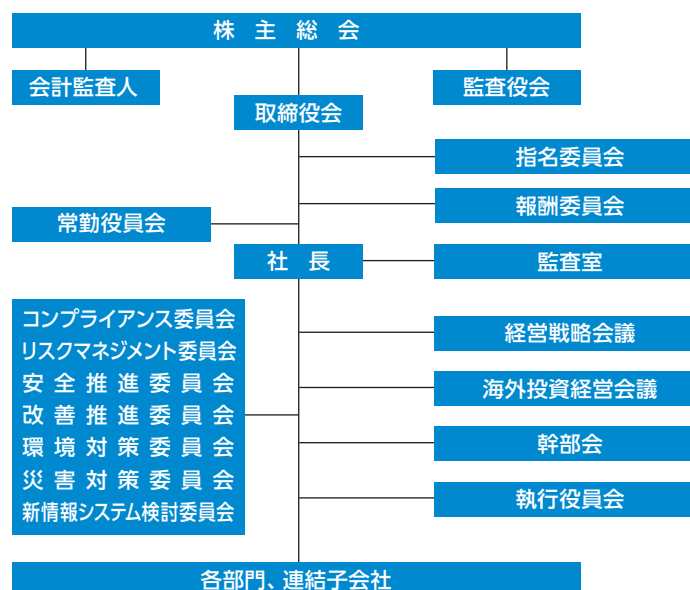 株主総会
会計監査人
監査役会
取締役会
指名委員会
報酬委員会
常勤役員会
社長
監査室
コンプライアンス委員会
リスクマネジメント委員会
安全推進委員会
改善推進委員会
環境対策委員会
災害対策委員会
新情報システム検討委員会
経営戦略会議
海外投資経営会議
幹部会
執行役員会
各部門、連結子会社